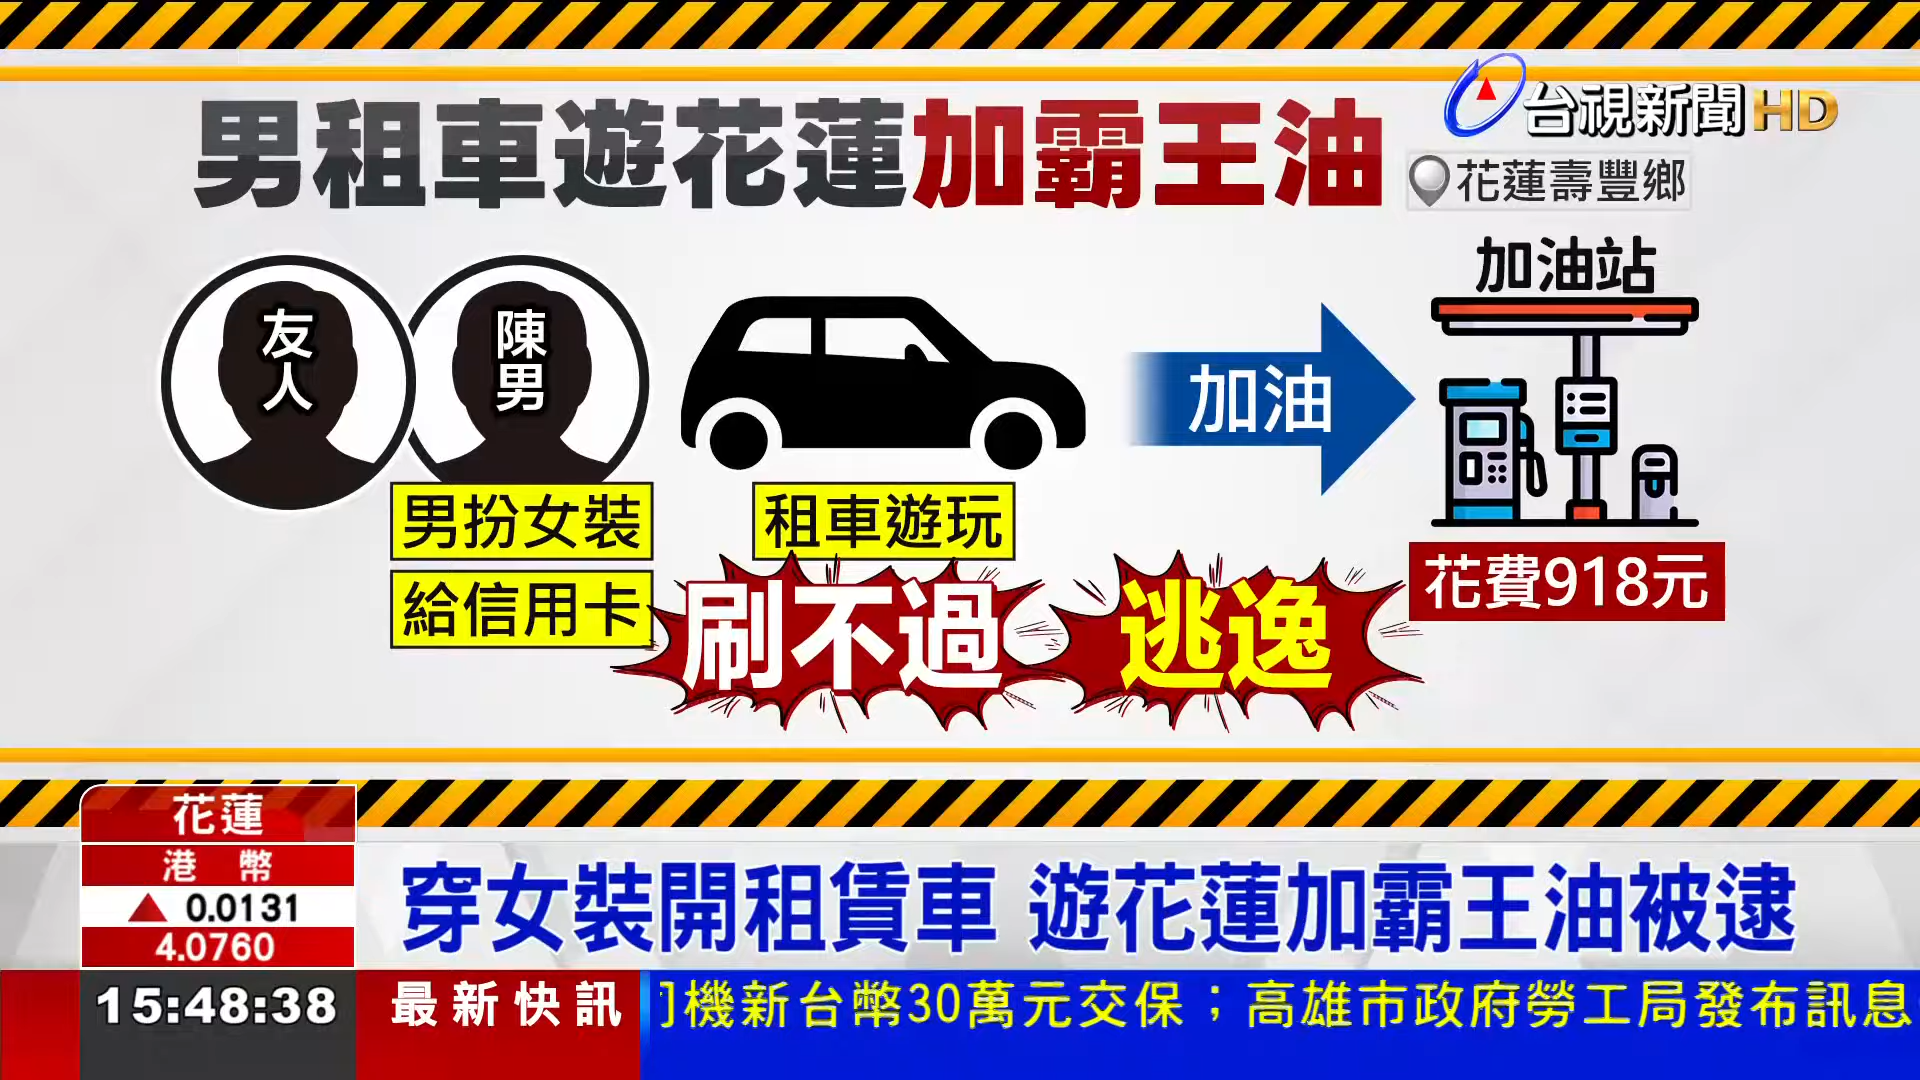 男租車遊花蓮加霸王油
台視新聞HD
花蓮壽豐鄉
加油站
友人
陳男
加油
男扮女裝
租車遊玩
給信用卡
刷不過
逃逸
花費918元
花蓮
港幣
▲ 0.0131
4.0760
穿女裝開租賃車 遊花蓮加霸王油被逮
15:48:38
最新快訊
機新台幣30萬元交保；高雄市政府勞工局發布訊息